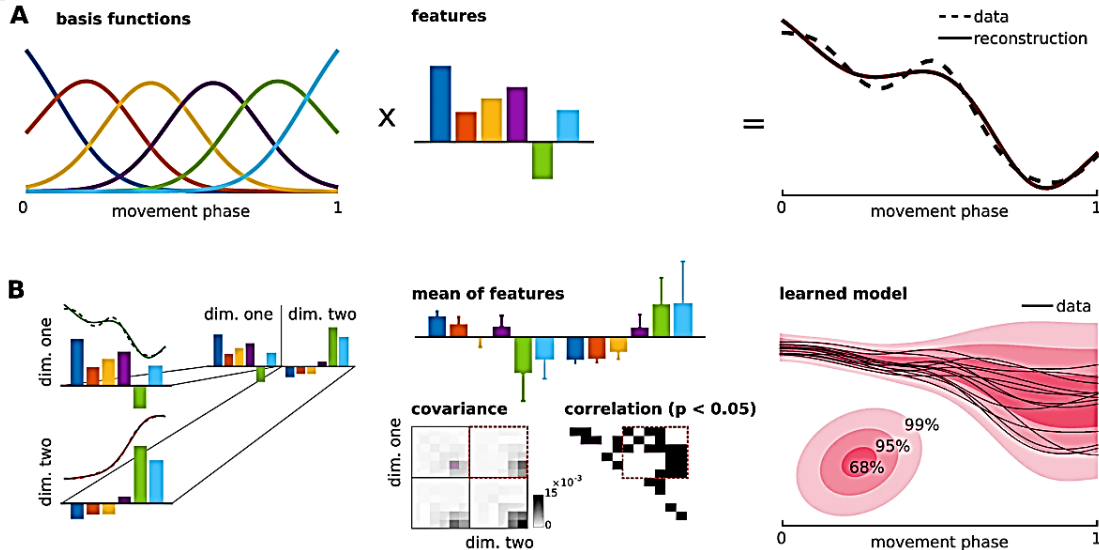 A
basis functions
features
data
reconstruction
x
=
0
movement phase
1
0
movement phase
1
B
dim. one
dim. two
dim. one
dim. two
mean of features
covariance
correlation (p < 0.05)
dim. one
dim. two
×10⁻³
15
0
learned model
data
99%
95%
68%
0
movement phase
1